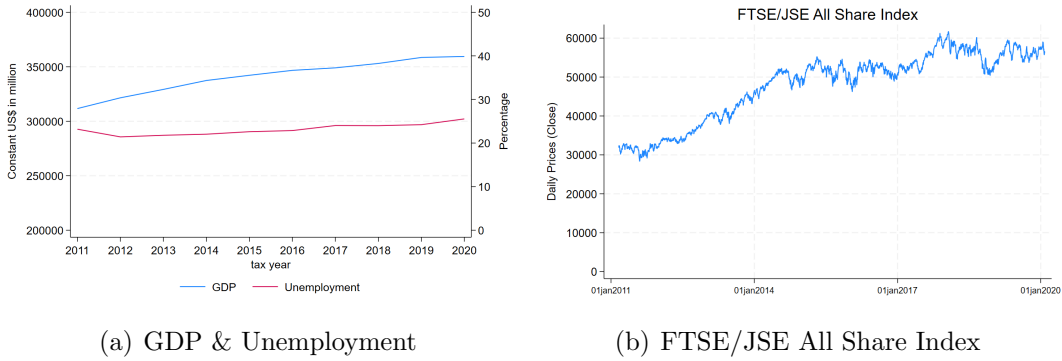 400000
350000
300000
250000
200000
Constant US$ in million
50
40
30
20
10
0
Percentage
2011 2012 2013 2014 2015 2016 2017 2018 2019 2020
tax year
GDP Unemployment
(a) GDP & Unemployment
FTSE/JSE All Share Index
60000
50000
40000
30000
20000
10000
0
Daily Prices (Close)
01jan2011 01jan2014 01jan2017 01jan2020
(b) FTSE/JSE All Share Index